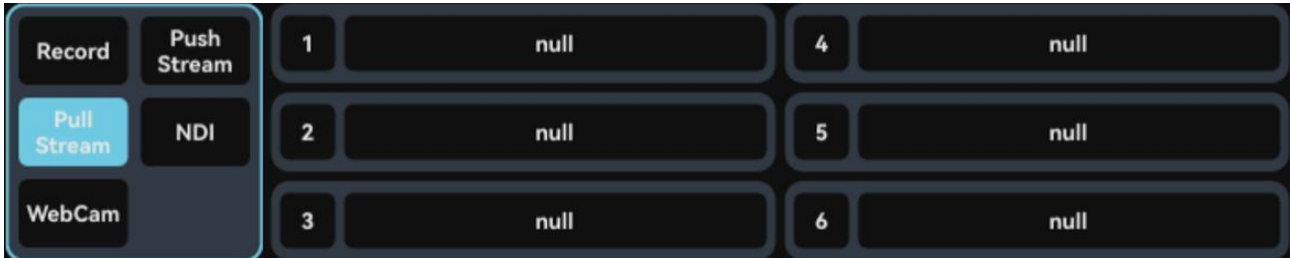 Record
Push
Stream
Pull
Stream
NDI
WebCam
1 null
2 null
3 null
4 null
5 null
6 null